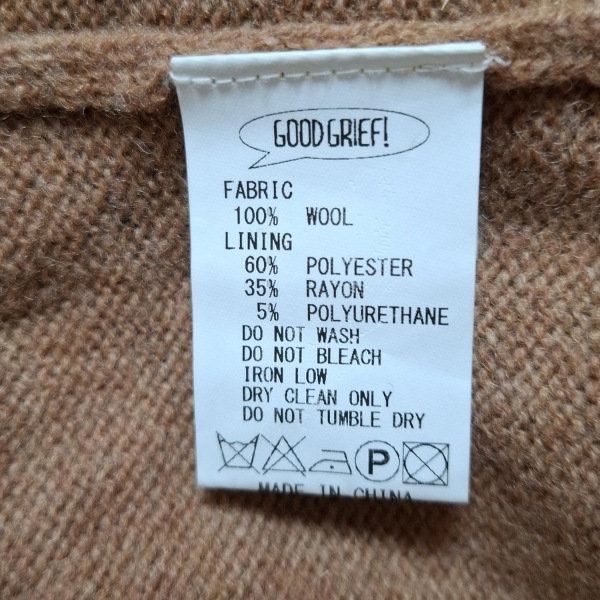 GOOD GRIEF!
FABRIC
100% WOOL
LINING
60% POLYESTER
35% RAYON
5% POLYURETHANE
DO NOT WASH
DO NOT BLEACH
IRON LOW
DRY CLEAN ONLY
DO NOT TUMBLE DRY
P
MADE IN CHINA